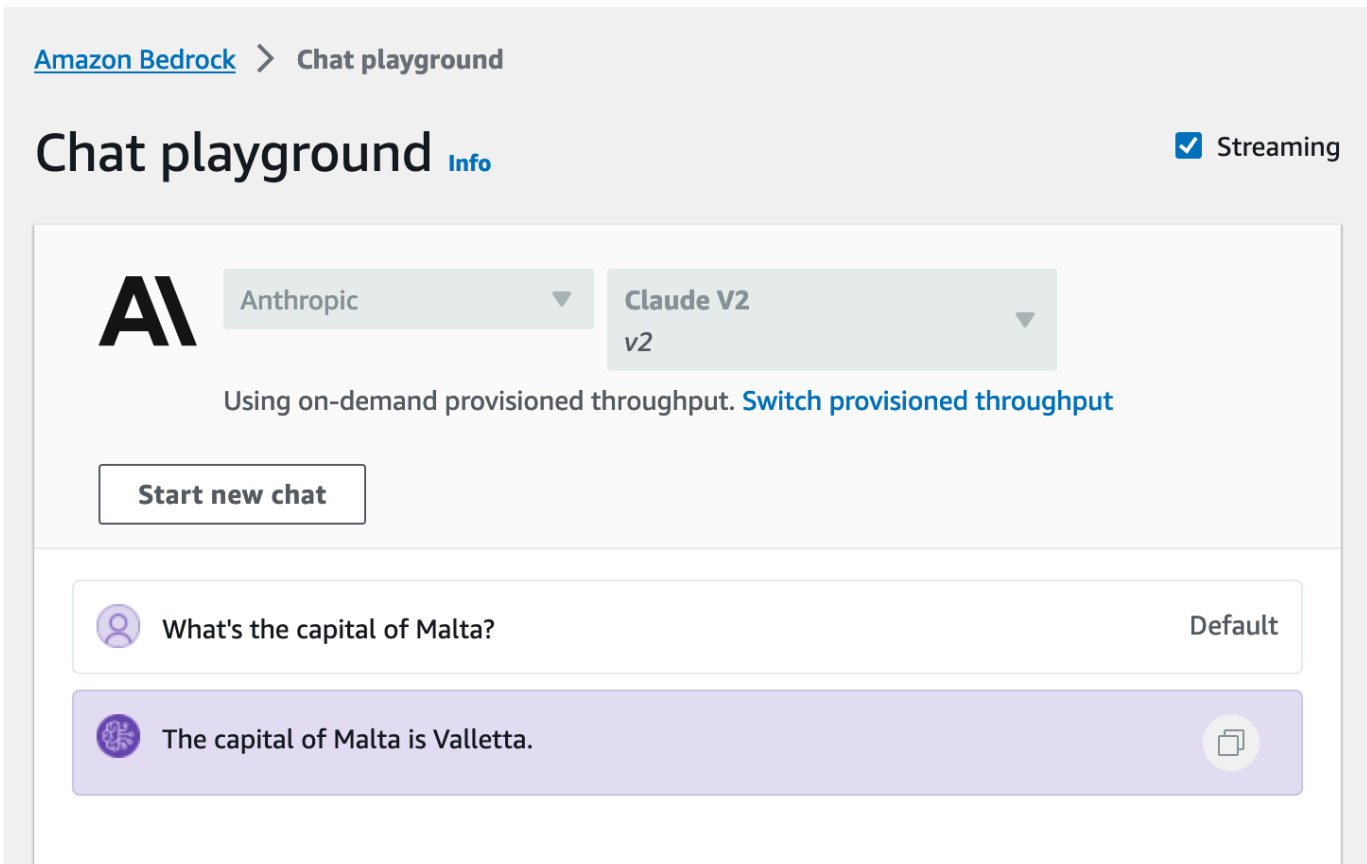 Amazon Bedrock > Chat playground
Chat playground Info
Streaming
Anthropic
Claude V2
v2
Using on-demand provisioned throughput. Switch provisioned throughput
Start new chat
What's the capital of Malta?
Default
The capital of Malta is Valletta.